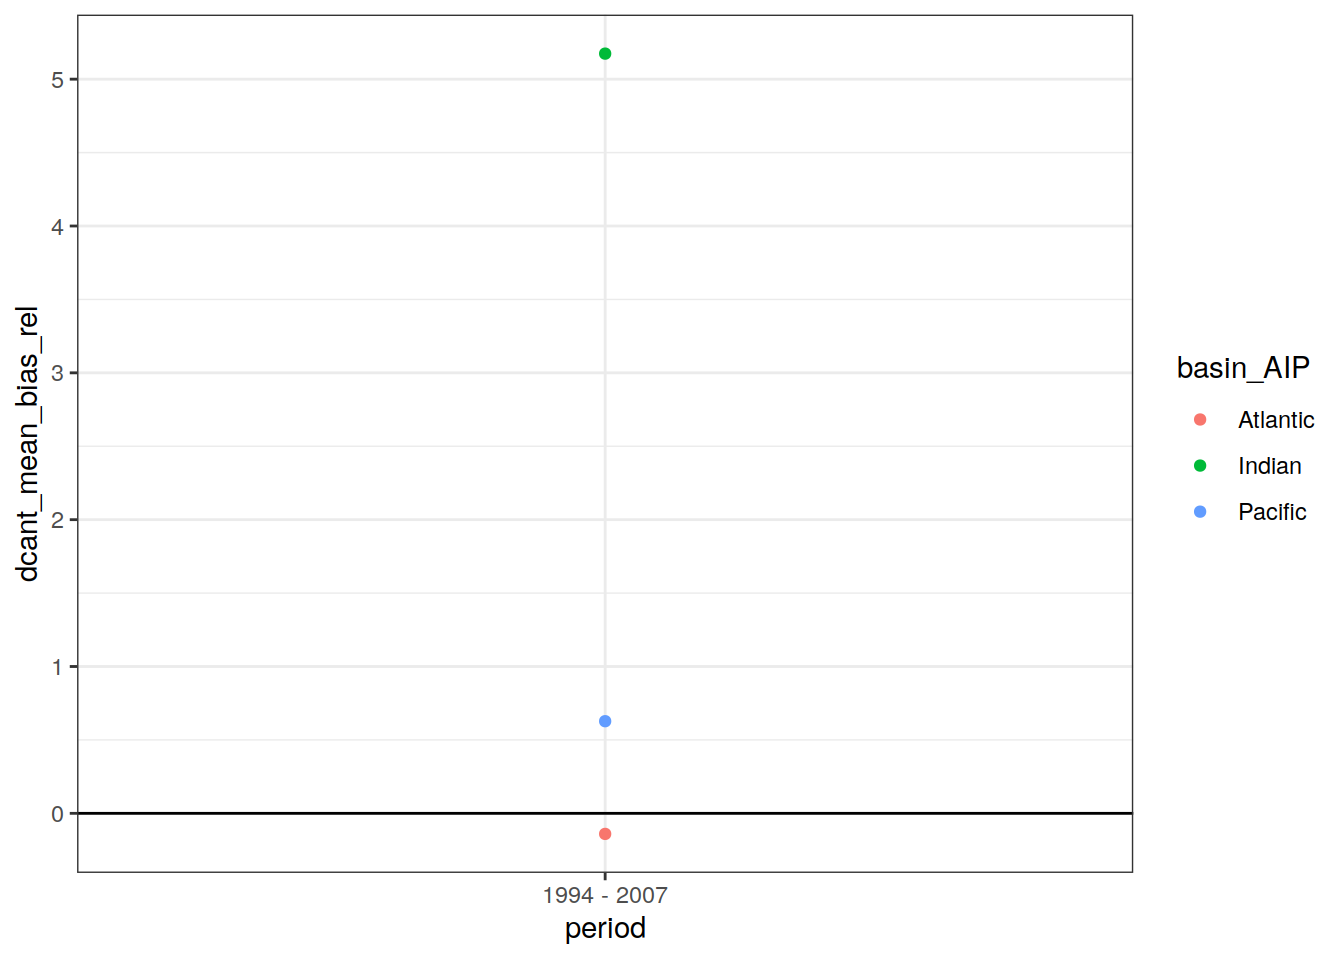 dcant_mean_bias_rel
5
4
3
2
1
0
1994 - 2007
period
basin_AIP
Atlantic
Indian
Pacific